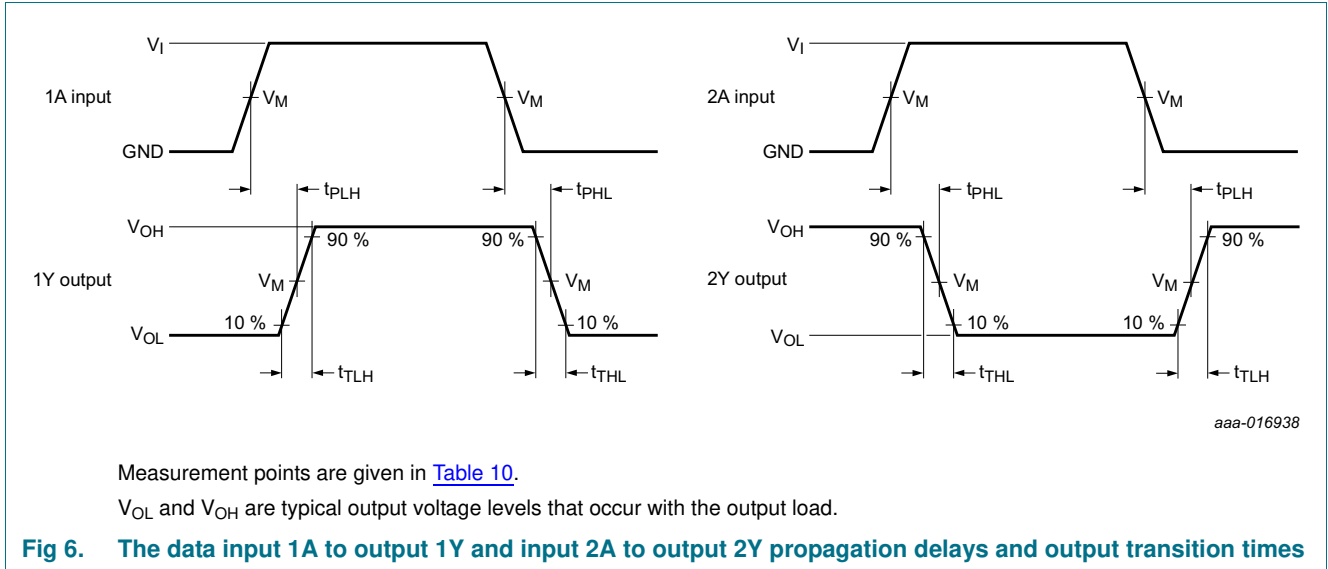 VI
1A input
VM
VM
GND
tPLH
tPHL
VOH
90 %
90 %
1Y output
VM
VM
10 %
10 %
VOL
tTLH
tTHL
VI
2A input
VM
VM
GND
tPHL
tPLH
VOH
90 %
90 %
2Y output
VM
VM
10 %
10 %
VOL
tTHL
tTLH
aaa-016938
Measurement points are given in Table 10.
VOL and VOH are typical output voltage levels that occur with the output load.
Fig 6. The data input 1A to output 1Y and input 2A to output 2Y propagation delays and output transition times